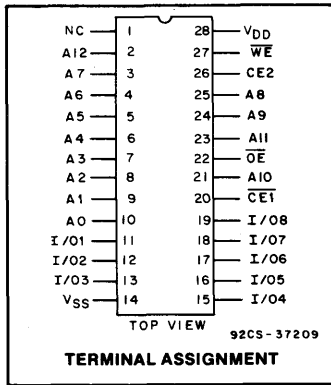 NC 1 28 VDD
A12 2 27 WE
A7 3 26 CE2
A6 4 25 A8
A5 5 24 A9
A4 6 23 A11
A3 7 22 OE
A2 8 21 A10
A1 9 20 CE1
A0 10 19 I/O8
I/O1 11 18 I/O7
I/O2 12 17 I/O6
I/O3 13 16 I/O5
VSS 14 15 I/O4
TOP VIEW
92CS-37209
TERMINAL ASSIGNMENT